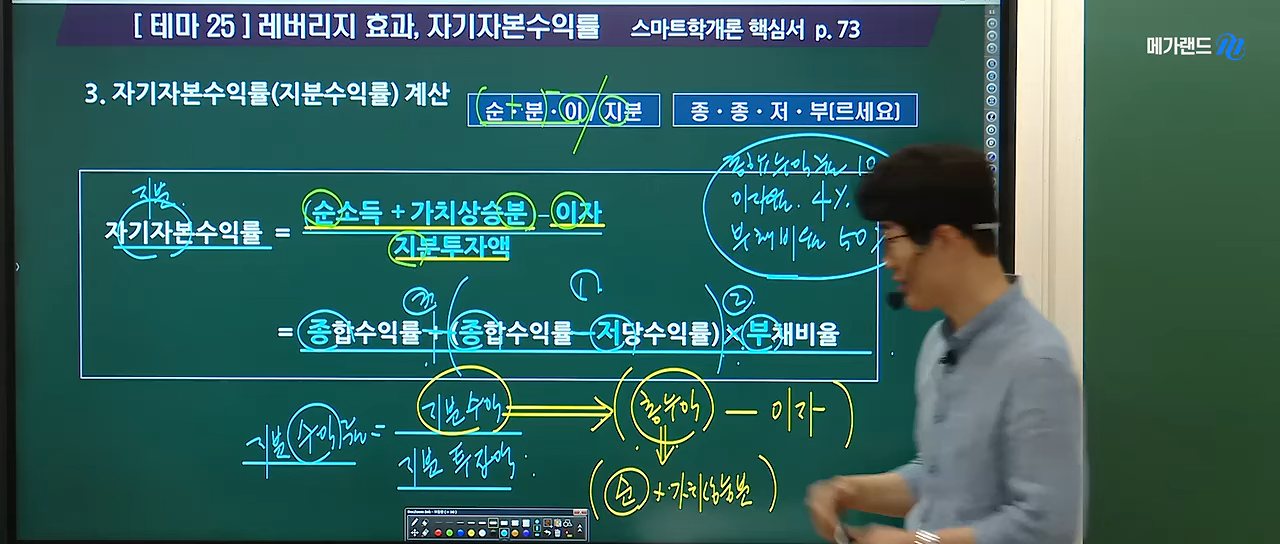 [ 테마 25 ] 레버리지 효과, 자기자본수익률 스마트학개론 핵심서 p. 73
메가랜드
3. 자기자본수익률(지분수익률) 계산
(순+분)-이/지분
종·종·저·부(르세요)
종합수익률 10
이자율. 4%.
부채비율 50%
지분.
자기자본수익률 = 순소득 + 가치상승분 - 이자
지분투자액
① ② ③
= 종합수익률 + (종합수익률 - 저당수익률) × 부채비율
지분수익률 = 지분수익 ⇒ (총수익 - 이자)
지분 투자액.
(순 + 가치상승분)